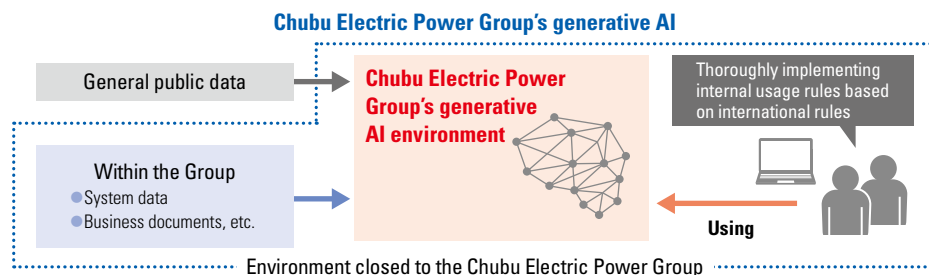 Chubu Electric Power Group's generative AI
General public data
Within the Group
●System data
●Business documents, etc.
Chubu Electric Power
Group's generative
AI environment
Thoroughly implementing
internal usage rules based
on international rules
Using
Environment closed to the Chubu Electric Power Group